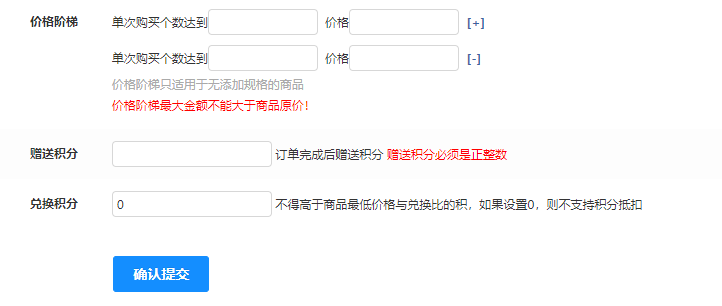 价格阶梯 单次购买个数达到 价格 [+]
单次购买个数达到 价格 [-]
价格阶梯只适用于无添加规格的商品
价格阶梯最大金额不能大于商品原价!
赠送积分 订单完成后赠送积分 赠送积分必须是正整数
兑换积分 0 不得高于商品最低价格与兑换比的积，如果设置0，则不支持积分抵扣
确认提交